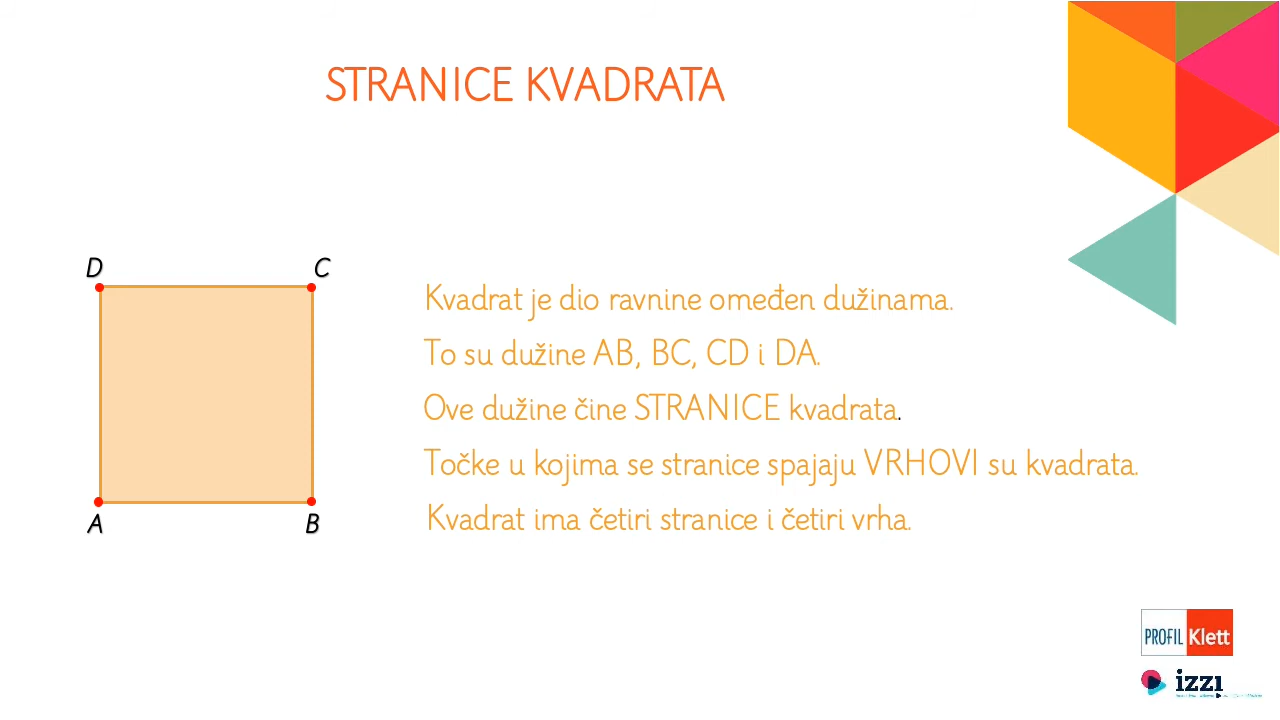 STRANICE KVADRATA
D
C
Kvadrat je dio ravnine omeđen dužinama.
To su dužine AB, BC, CD i DA.
Ove dužine čine STRANICE kvadrata.
Točke u kojima se stranice spajaju VRHOVI su kvadrata.
Kvadrat ima četiri stranice i četiri vrha.
A
B
PROFIL Klett
izzi